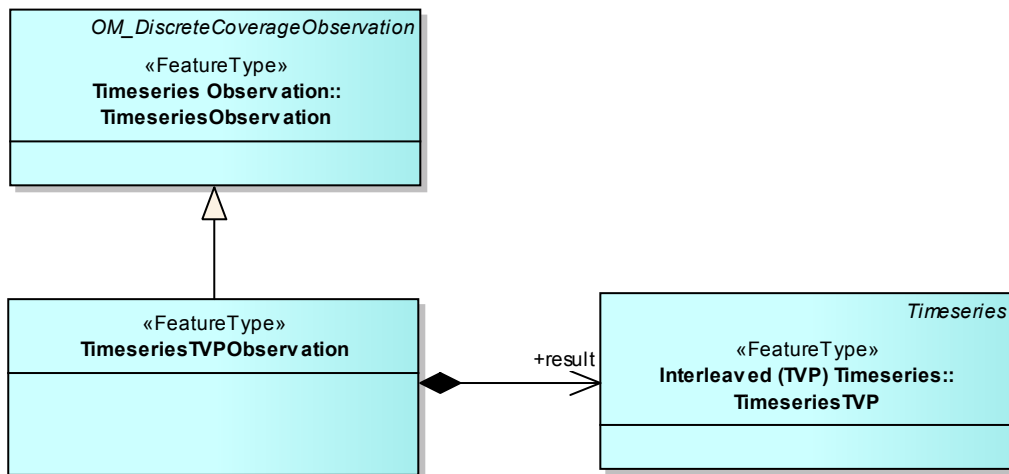 OM_DiscreteCoverageObservation
«FeatureType»
Timeseries Observation::
TimeseriesObservation
«FeatureType»
TimeseriesTVPObservation
+result
Timeseries
«FeatureType»
Interleaved (TVP) Timeseries::
TimeseriesTVP